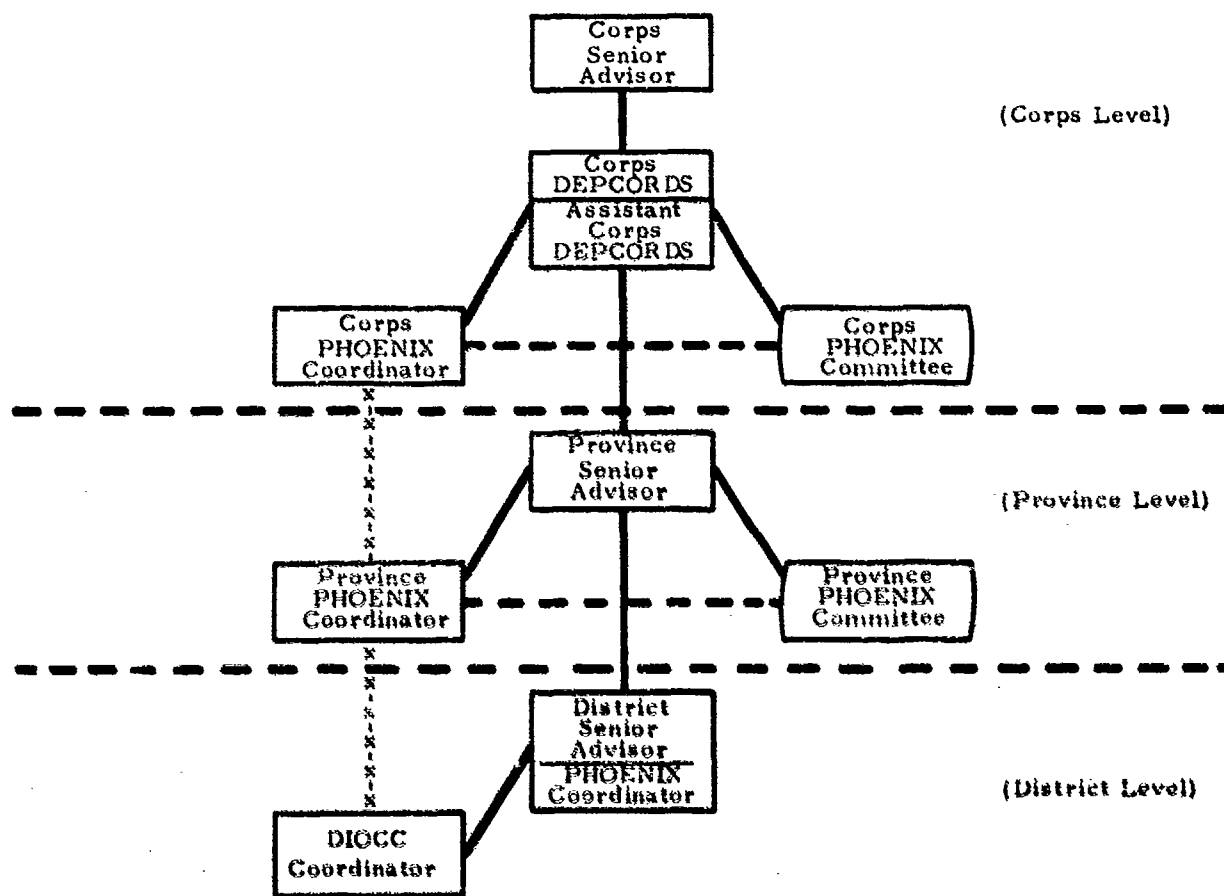 Corps
Senior
Advisor
(Corps Level)
Corps
DEPCORDS
Assistant
Corps
DEPCORDS
Corps
PHOENIX
Coordinator
Corps
PHOENIX
Committee
Province
Senior
Advisor
(Province Level)
Province
PHOENIX
Coordinator
Province
PHOENIX
Committee
District
Senior
Advisor
PHOENIX
Coordinator
(District Level)
DIOCC
Coordinator